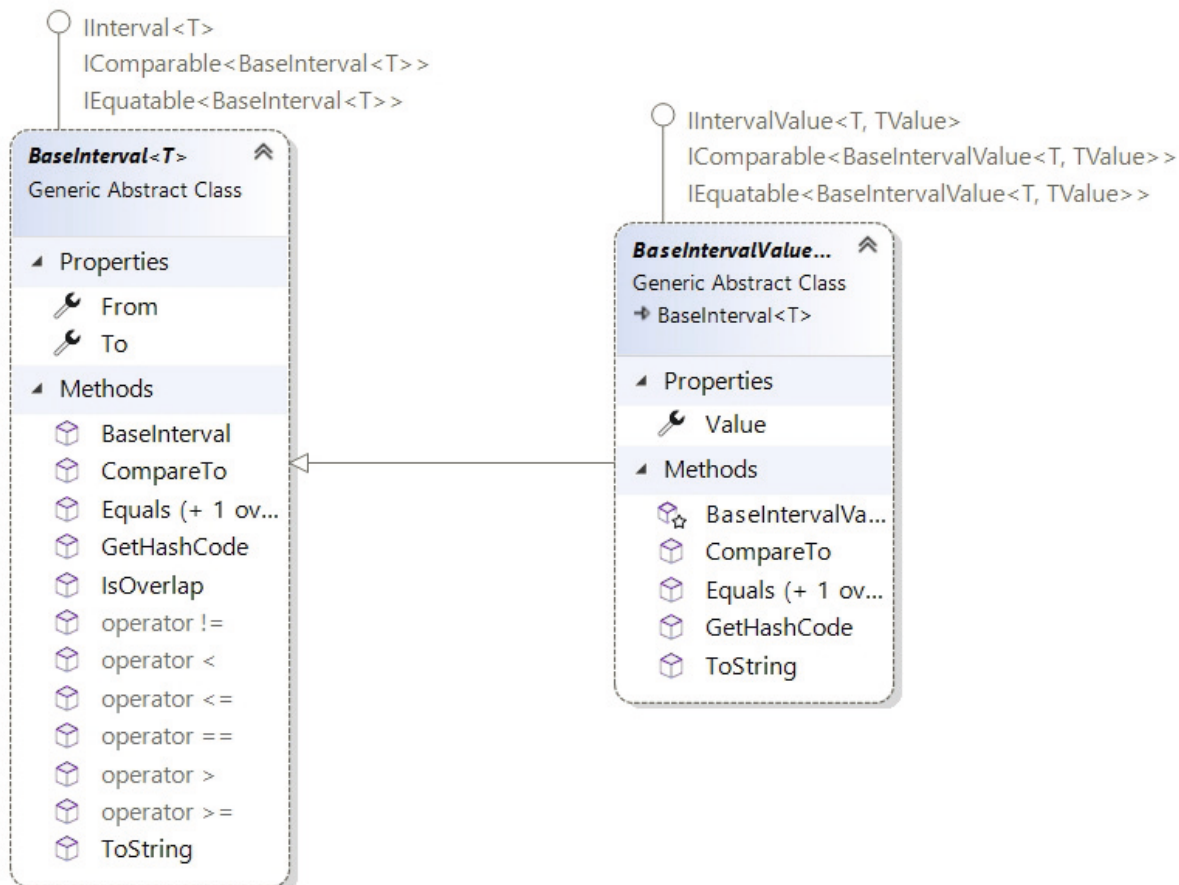 IInterval<T>
IComparable<BaseInterval<T>>
IEquatable<BaseInterval<T>>
BaseInterval<T>
Generic Abstract Class
Properties
From
To
Methods
BaseInterval
CompareTo
Equals (+ 1 ov...
GetHashCode
IsOverlap
operator !=
operator <
operator <=
operator ==
operator >
operator >=
ToString
IIntervalValue<T, TValue>
IComparable<BaseIntervalValue<T, TValue>>
IEquatable<BaseIntervalValue<T, TValue>>
BaseIntervalValue...
Generic Abstract Class
BaseInterval<T>
Properties
Value
Methods
BaseIntervalVa...
CompareTo
Equals (+ 1 ov...
GetHashCode
ToString